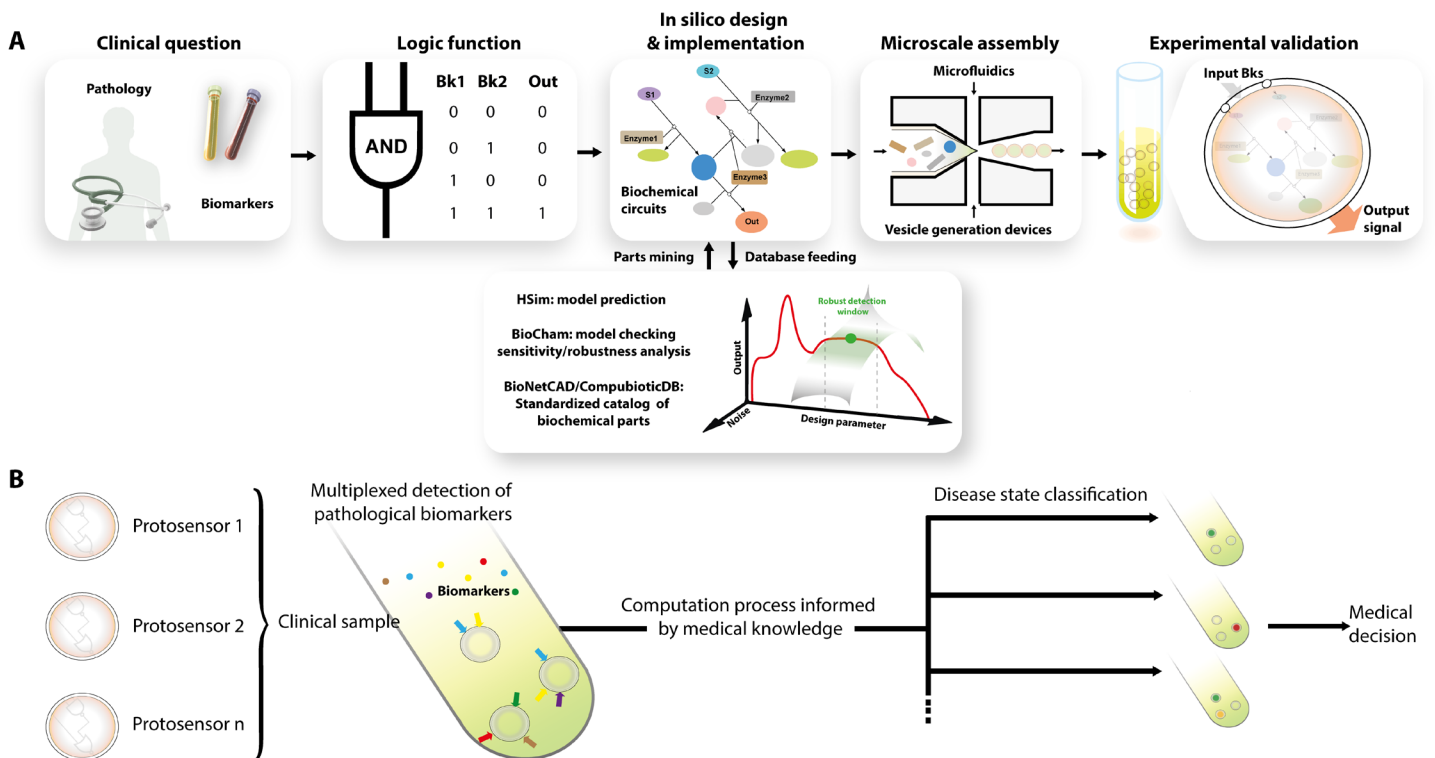 A
Clinical question
Pathology
Biomarkers
Logic function
AND
Bk1 Bk2 Out
0 0 0
0 1 0
1 0 0
1 1 1
In silico design
& implementation
S2
S1
Enzyme2
Enzyme1
Enzyme3
Biochemical
circuits
Out
Microscale assembly
Microfluidics
Vesicle generation devices
Experimental validation
Input Bks
Output
signal
Parts mining
Database feeding
HSim: model prediction
BioCham: model checking
sensitivity/robustness analysis
BioNetCAD/CompubioticDB:
Standardized catalog of
biochemical parts
Robust detection
window
Output
Noise
Design parameter
B
Protosensor 1
Protosensor 2
Protosensor n
Clinical sample
Multiplexed detection of
pathological biomarkers
Biomarkers
Computation process informed
by medical knowledge
Disease state classification
Medical
decision